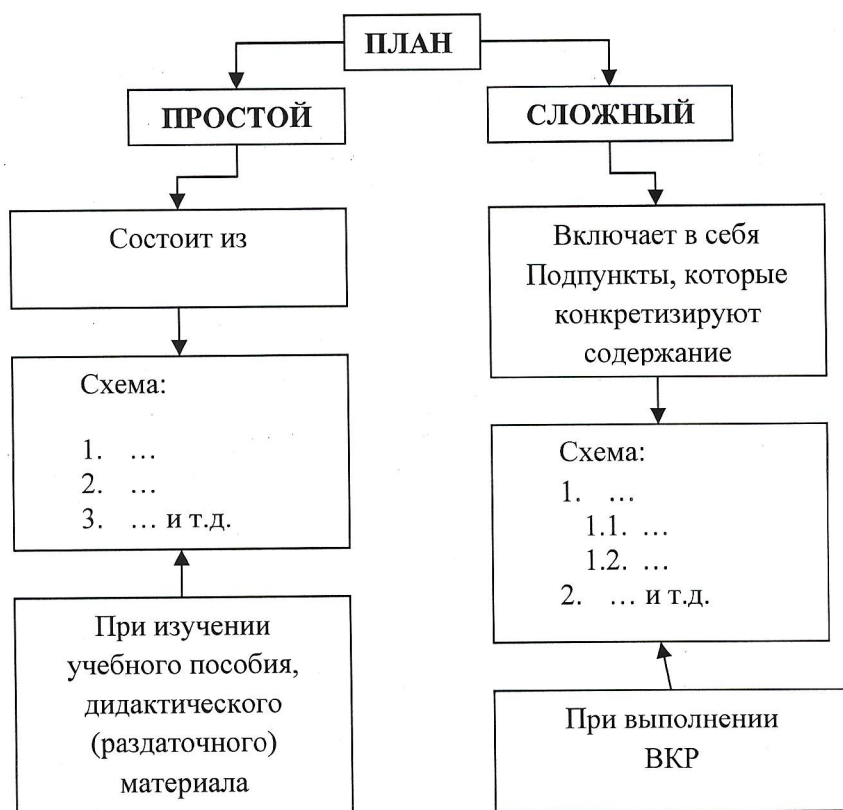 ПЛАН
ПРОСТОЙ
СЛОЖНЫЙ
Состоит из
Включает в себя
Подпункты, которые
конкретизируют
содержание
Схема:
1. …
2. …
3. … и т.д.
Схема:
1. …
1.1. …
1.2. …
2. … и т.д.
При изучении
учебного пособия,
дидактического
(раздаточного)
материала
При выполнении
ВКР